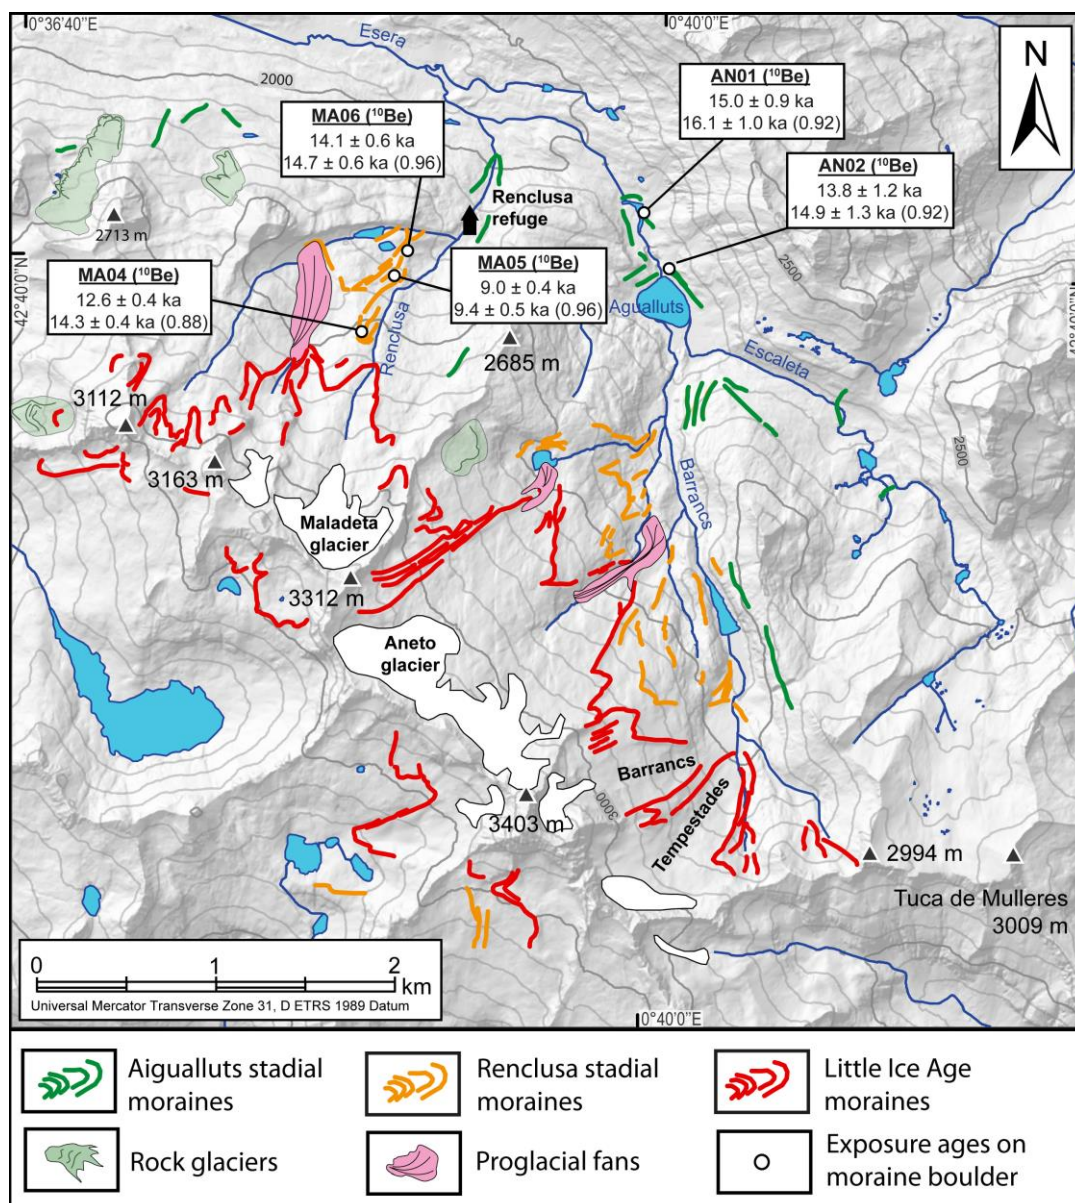 0°36'40''E
0°40'0''E
Esera
2000
N
AN01 (¹⁰Be)
15.0 ± 0.9 ka
16.1 ± 1.0 ka (0.92)
MA06 (¹⁰Be)
14.1 ± 0.6 ka
14.7 ± 0.6 ka (0.96)
AN02 (¹⁰Be)
13.8 ± 1.2 ka
14.9 ± 1.3 ka (0.92)
Renclusa
refuge
2713 m
2500
42°40'0''N
MA04 (¹⁰Be)
12.6 ± 0.4 ka
14.3 ± 0.4 ka (0.88)
MA05 (¹⁰Be)
9.0 ± 0.4 ka
9.4 ± 0.5 ka (0.96)
Agualluts
42°40'0''N
Renclusa
2685 m
Escaleta
3112 m
2500
3163 m
Barrancs
Maladeta
glacier
3312 m
Aneto
glacier
Barrancs
3000
3403 m
Tempestades
2994 m
Tuca de Mulleres
3009 m
0 1 2
km
Universal Mercator Transverse Zone 31, D ETRS 1989 Datum
0°40'0''E
Aigualluts stadial
moraines
Renclusa stadial
moraines
Little Ice Age
moraines
Rock glaciers
Proglacial fans
Exposure ages on
moraine boulder